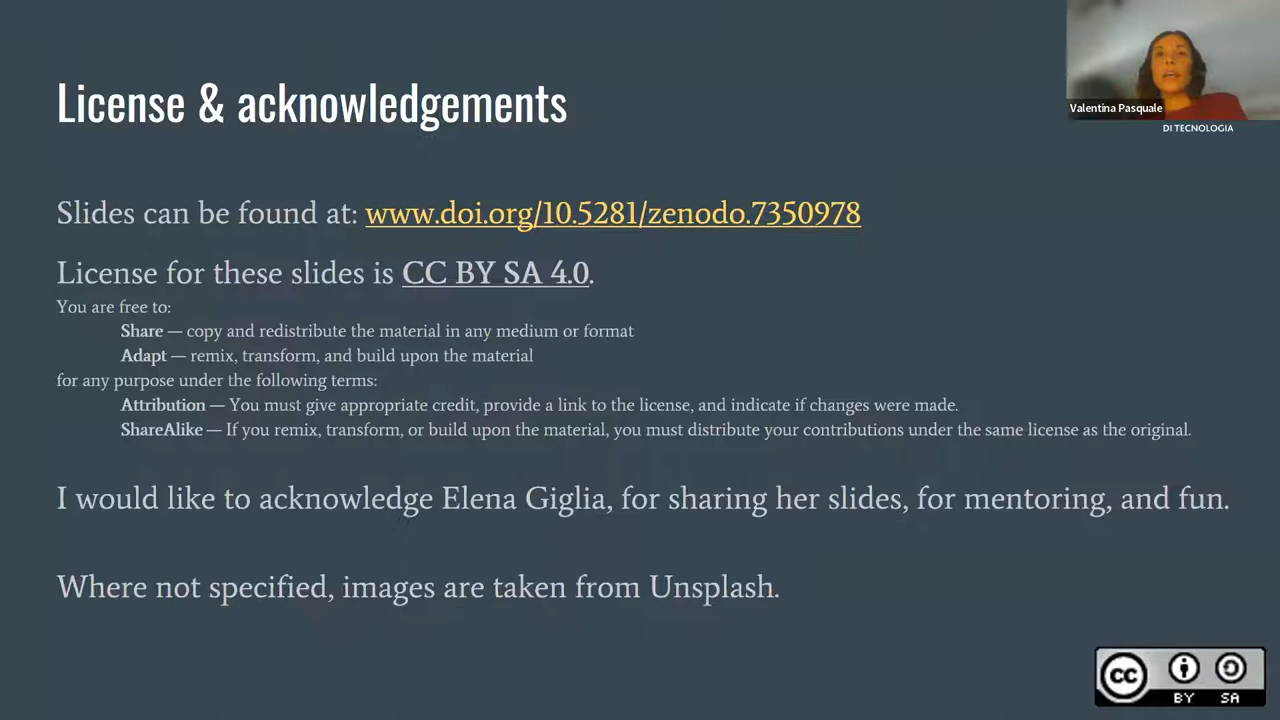 License & acknowledgements
Valentina Pasquale
DI TECNOLOGIA
Slides can be found at: www.doi.org/10.5281/zenodo.7350978
License for these slides is CC BY SA 4.0.
You are free to:
Share — copy and redistribute the material in any medium or format
Adapt — remix, transform, and build upon the material
for any purpose under the following terms:
Attribution — You must give appropriate credit, provide a link to the license, and indicate if changes were made.
ShareAlike — If you remix, transform, or build upon the material, you must distribute your contributions under the same license as the original.
I would like to acknowledge Elena Giglia, for sharing her slides, for mentoring, and fun.
Where not specified, images are taken from Unsplash.
CC BY SA